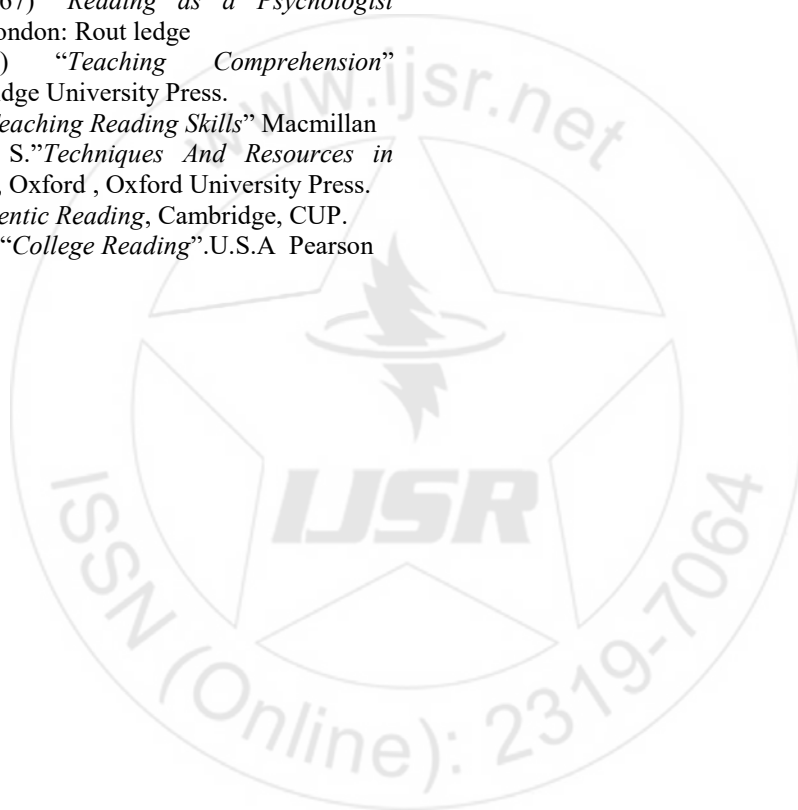 67) "Reading as a Psychologist
ondon: Rout ledge
) “Teaching Comprehension”
dge University Press.
Teaching Reading Skills” Macmillan
S.”Techniques And Resources in
, Oxford , Oxford University Press.
entic Reading, Cambridge, CUP.
“College Reading”.U.S.A Pearson
www.ijsr.net
IJSR
ISSN (Online): 2319-7064